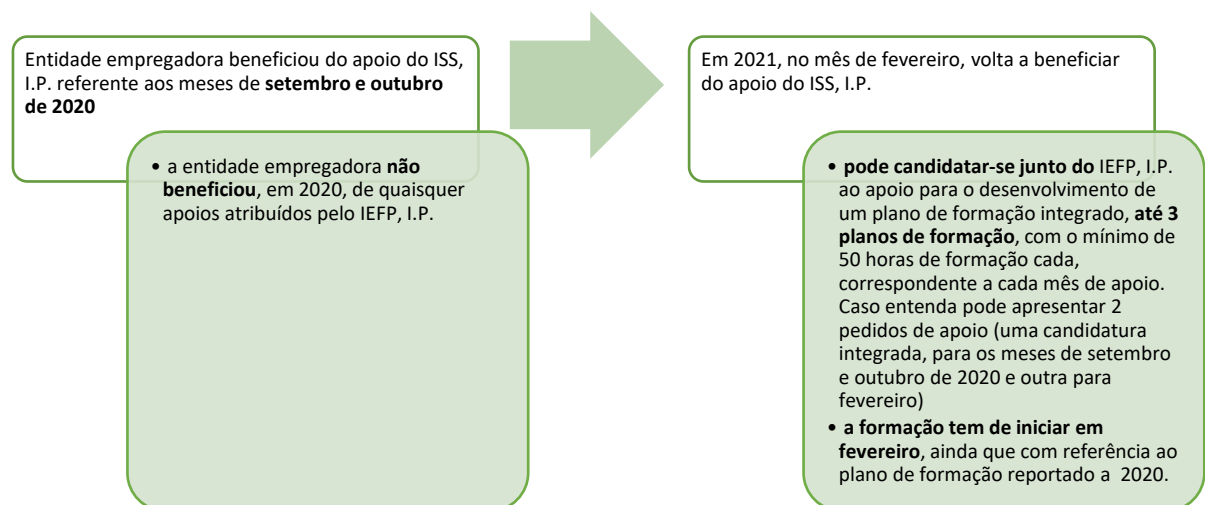 Entidade empregadora beneficiou do apoio do ISS,
I.P. referente aos meses de setembro e outubro
de 2020
• a entidade empregadora não
beneficiou, em 2020, de quaisquer
apoios atribuídos pelo IEFP, I.P.
Em 2021, no mês de fevereiro, volta a beneficiar
do apoio do ISS, I.P.
• pode candidatar-se junto do IEFP, I.P.
ao apoio para o desenvolvimento de
um plano de formação integrado, até 3
planos de formação, com o mínimo de
50 horas de formação cada,
correspondente a cada mês de apoio.
Caso entenda pode apresentar 2
pedidos de apoio (uma candidatura
integrada, para os meses de setembro
e outubro de 2020 e outra para
fevereiro)
• a formação tem de iniciar em
fevereiro, ainda que com referência ao
plano de formação reportado a 2020.